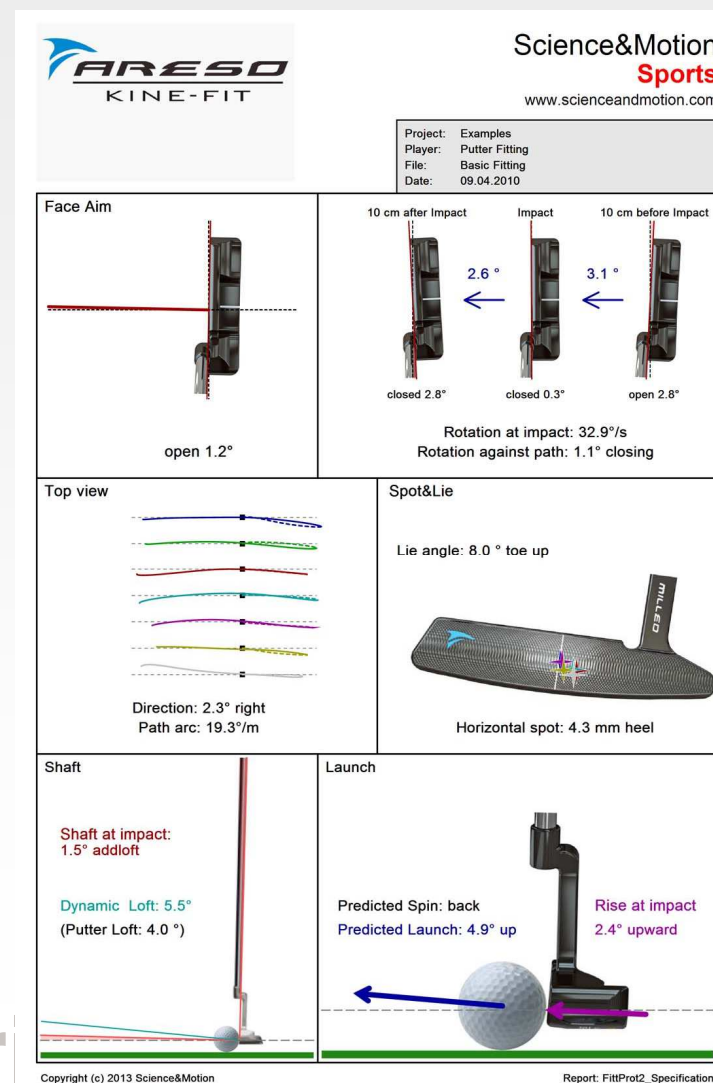 ARESO
KINE-FIT
Science&Motion
Sports
www.scienceandmotion.com
Project: Examples
Player: Putter Fitting
File: Basic Fitting
Date: 09.04.2010
Face Aim
open 1.2°
10 cm after Impact Impact 10 cm before Impact
2.6 ° 3.1 °
closed 2.8° closed 0.3° open 2.8°
Rotation at impact: 32.9°/s
Rotation against path: 1.1° closing
Top view
Direction: 2.3° right
Path arc: 19.3°/m
Spot&Lie
Lie angle: 8.0 ° toe up
MILLED
Horizontal spot: 4.3 mm heel
Shaft
Shaft at impact:
1.5° addloft
Dynamic Loft: 5.5°
(Putter Loft: 4.0 °)
Launch
Predicted Spin: back
Predicted Launch: 4.9° up
Rise at impact
2.4° upward
Copyright (c) 2013 Science&Motion
Report: FittProt2_Specification